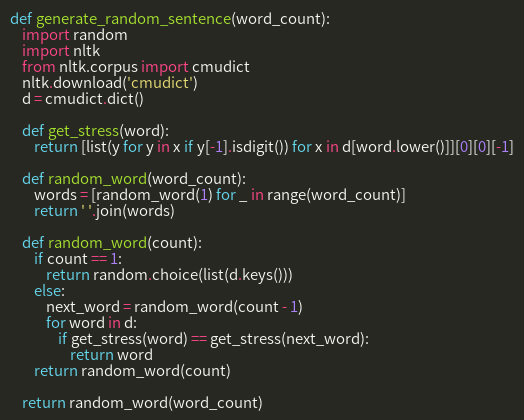 def generate_random_sentence(word_count):
import random
import nltk
from nltk.corpus import cmudict
nltk.download('cmudict')
d = cmudict.dict()
def get_stress(word):
return [list(y for y in x if y[-1].isdigit()) for x in d[word.lower()]][0][0][-1]
def random_word(word_count):
words = [random_word(1) for _ in range(word_count)]
return ' '.join(words)
def random_word(count):
if count == 1:
return random.choice(list(d.keys()))
else:
next_word = random_word(count - 1)
for word in d:
if get_stress(word) == get_stress(next_word):
return word
return random_word(count)
return random_word(word_count)